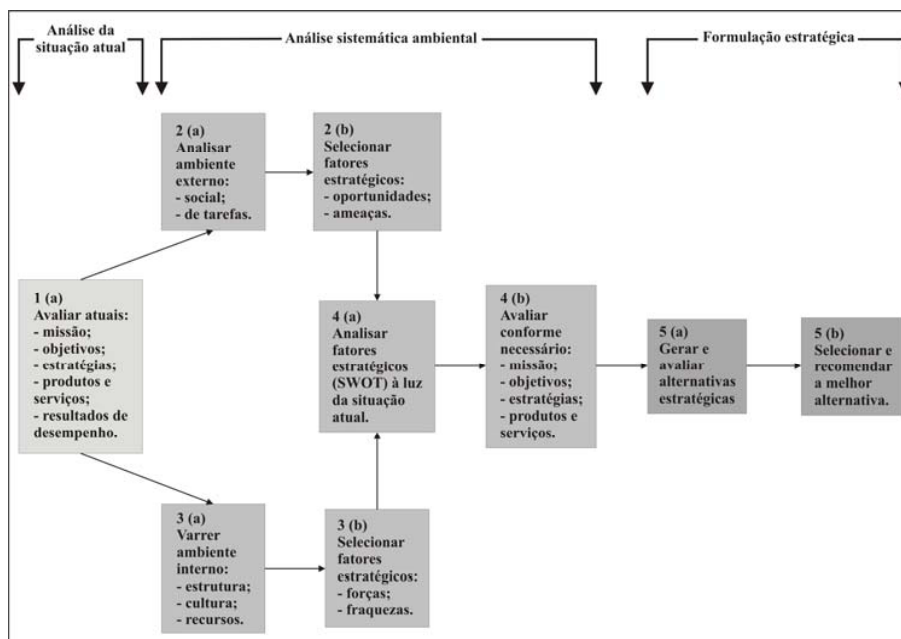 Análise da
situação atual
Análise sistemática ambiental
Formulação estratégica
2 (a)
Analisar
ambiente
externo:
- social;
- de tarefas.
2 (b)
Selecionar
fatores
estratégicos:
- oportunidades;
- ameaças.
1 (a)
Avaliar atuais:
- missão;
- objetivos;
- estratégias;
- produtos e
serviços;
- resultados de
desempenho.
4 (a)
Analisar
fatores
estratégicos
(SWOT) à luz
da situação
atual.
4 (b)
Avaliar
conforme
necessário:
- missão;
- objetivos;
- estratégias;
- produtos e
serviços.
5 (a)
Gerar e
avaliar
alternativas
estratégicas
5 (b)
Selecionar e
recomendar
a melhor
alternativa.
3 (a)
Varrer
ambiente
interno:
- estrutura;
- cultura;
- recursos.
3 (b)
Selecionar
fatores
estratégicos:
- forças;
- fraquezas.